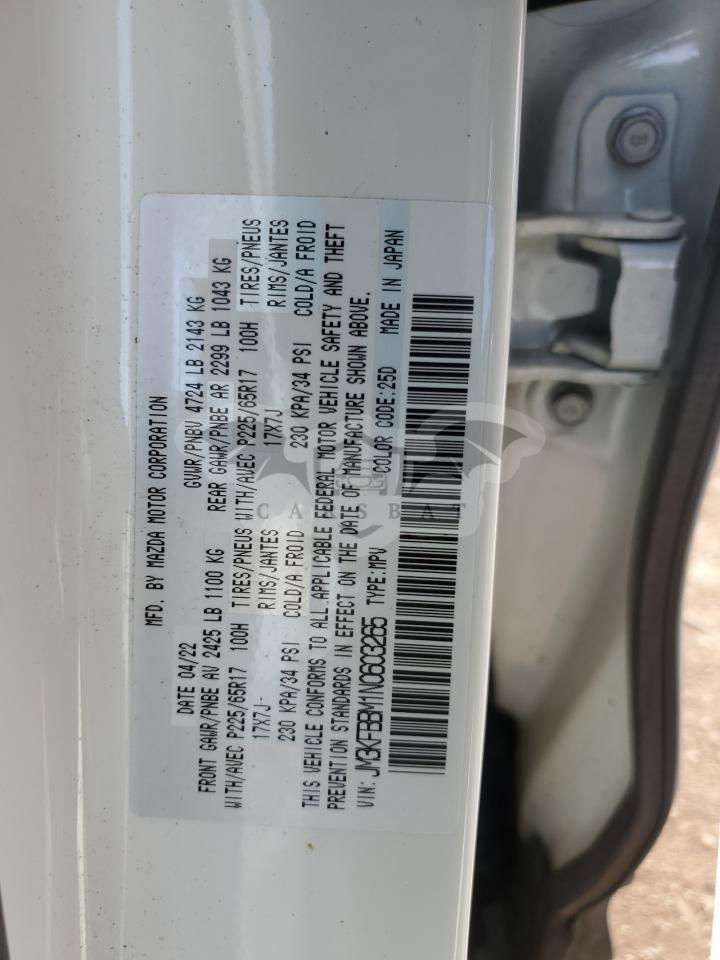 MFD. BY MAZDA MOTOR CORPORATION
DATE 04/22 GVWR/PNBV 4724 LB 2143 KG
FRONT GAWR/PNBE AV 2425 LB 1100 KG REAR GAWR/PNBE AR 2299 LB 1043 KG
WITH/AVEC P225/65R17 100H TIRES/PNEUS WITH/AVEC P225/65R17 100H TIRES/PNEUS
17X7J- RIMS/JANTES 17X7J RIMS/JANTES
230 KPA/34 PSI COLD/A FROID 230 KPA/34 PSI COLD/A FROID
THIS VEHICLE CONFORMS TO ALL APPLICABLE FEDERAL MOTOR VEHICLE SAFETY AND THEFT
PREVENTION STANDARDS IN EFFECT ON THE DATE OF MANUFACTURE SHOWN ABOVE.
VIN: JM3KFBBM1N0603265 TYPE:MPV COLOR CODE:25D MADE IN JAPAN
CARSBAT